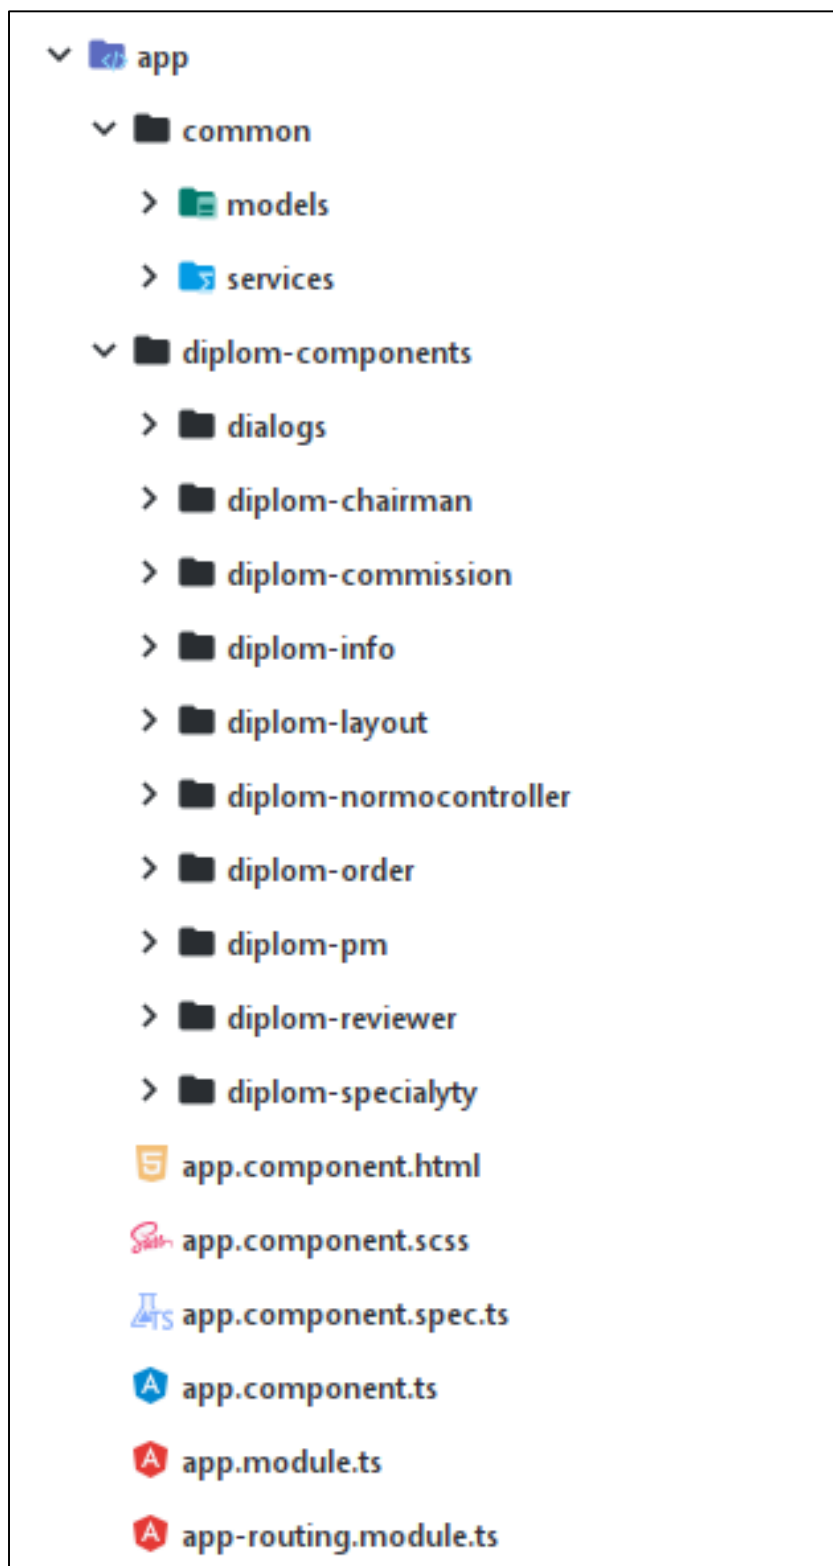 app
common
models
services
diplom-components
dialogs
diplom-chairman
diplom-commission
diplom-info
diplom-layout
diplom-normocontroller
diplom-order
diplom-pm
diplom-reviewer
diplom-specialyty
app.component.html
app.component.scss
app.component.spec.ts
app.component.ts
app.module.ts
app-routing.module.ts